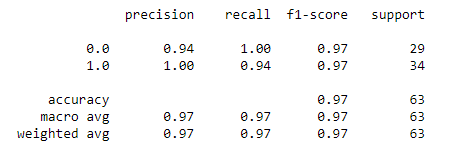 precision recall f1-score support
0.0 0.94 1.00 0.97 29
1.0 1.00 0.94 0.97 34
accuracy 0.97 63
macro avg 0.97 0.97 0.97 63
weighted avg 0.97 0.97 0.97 63